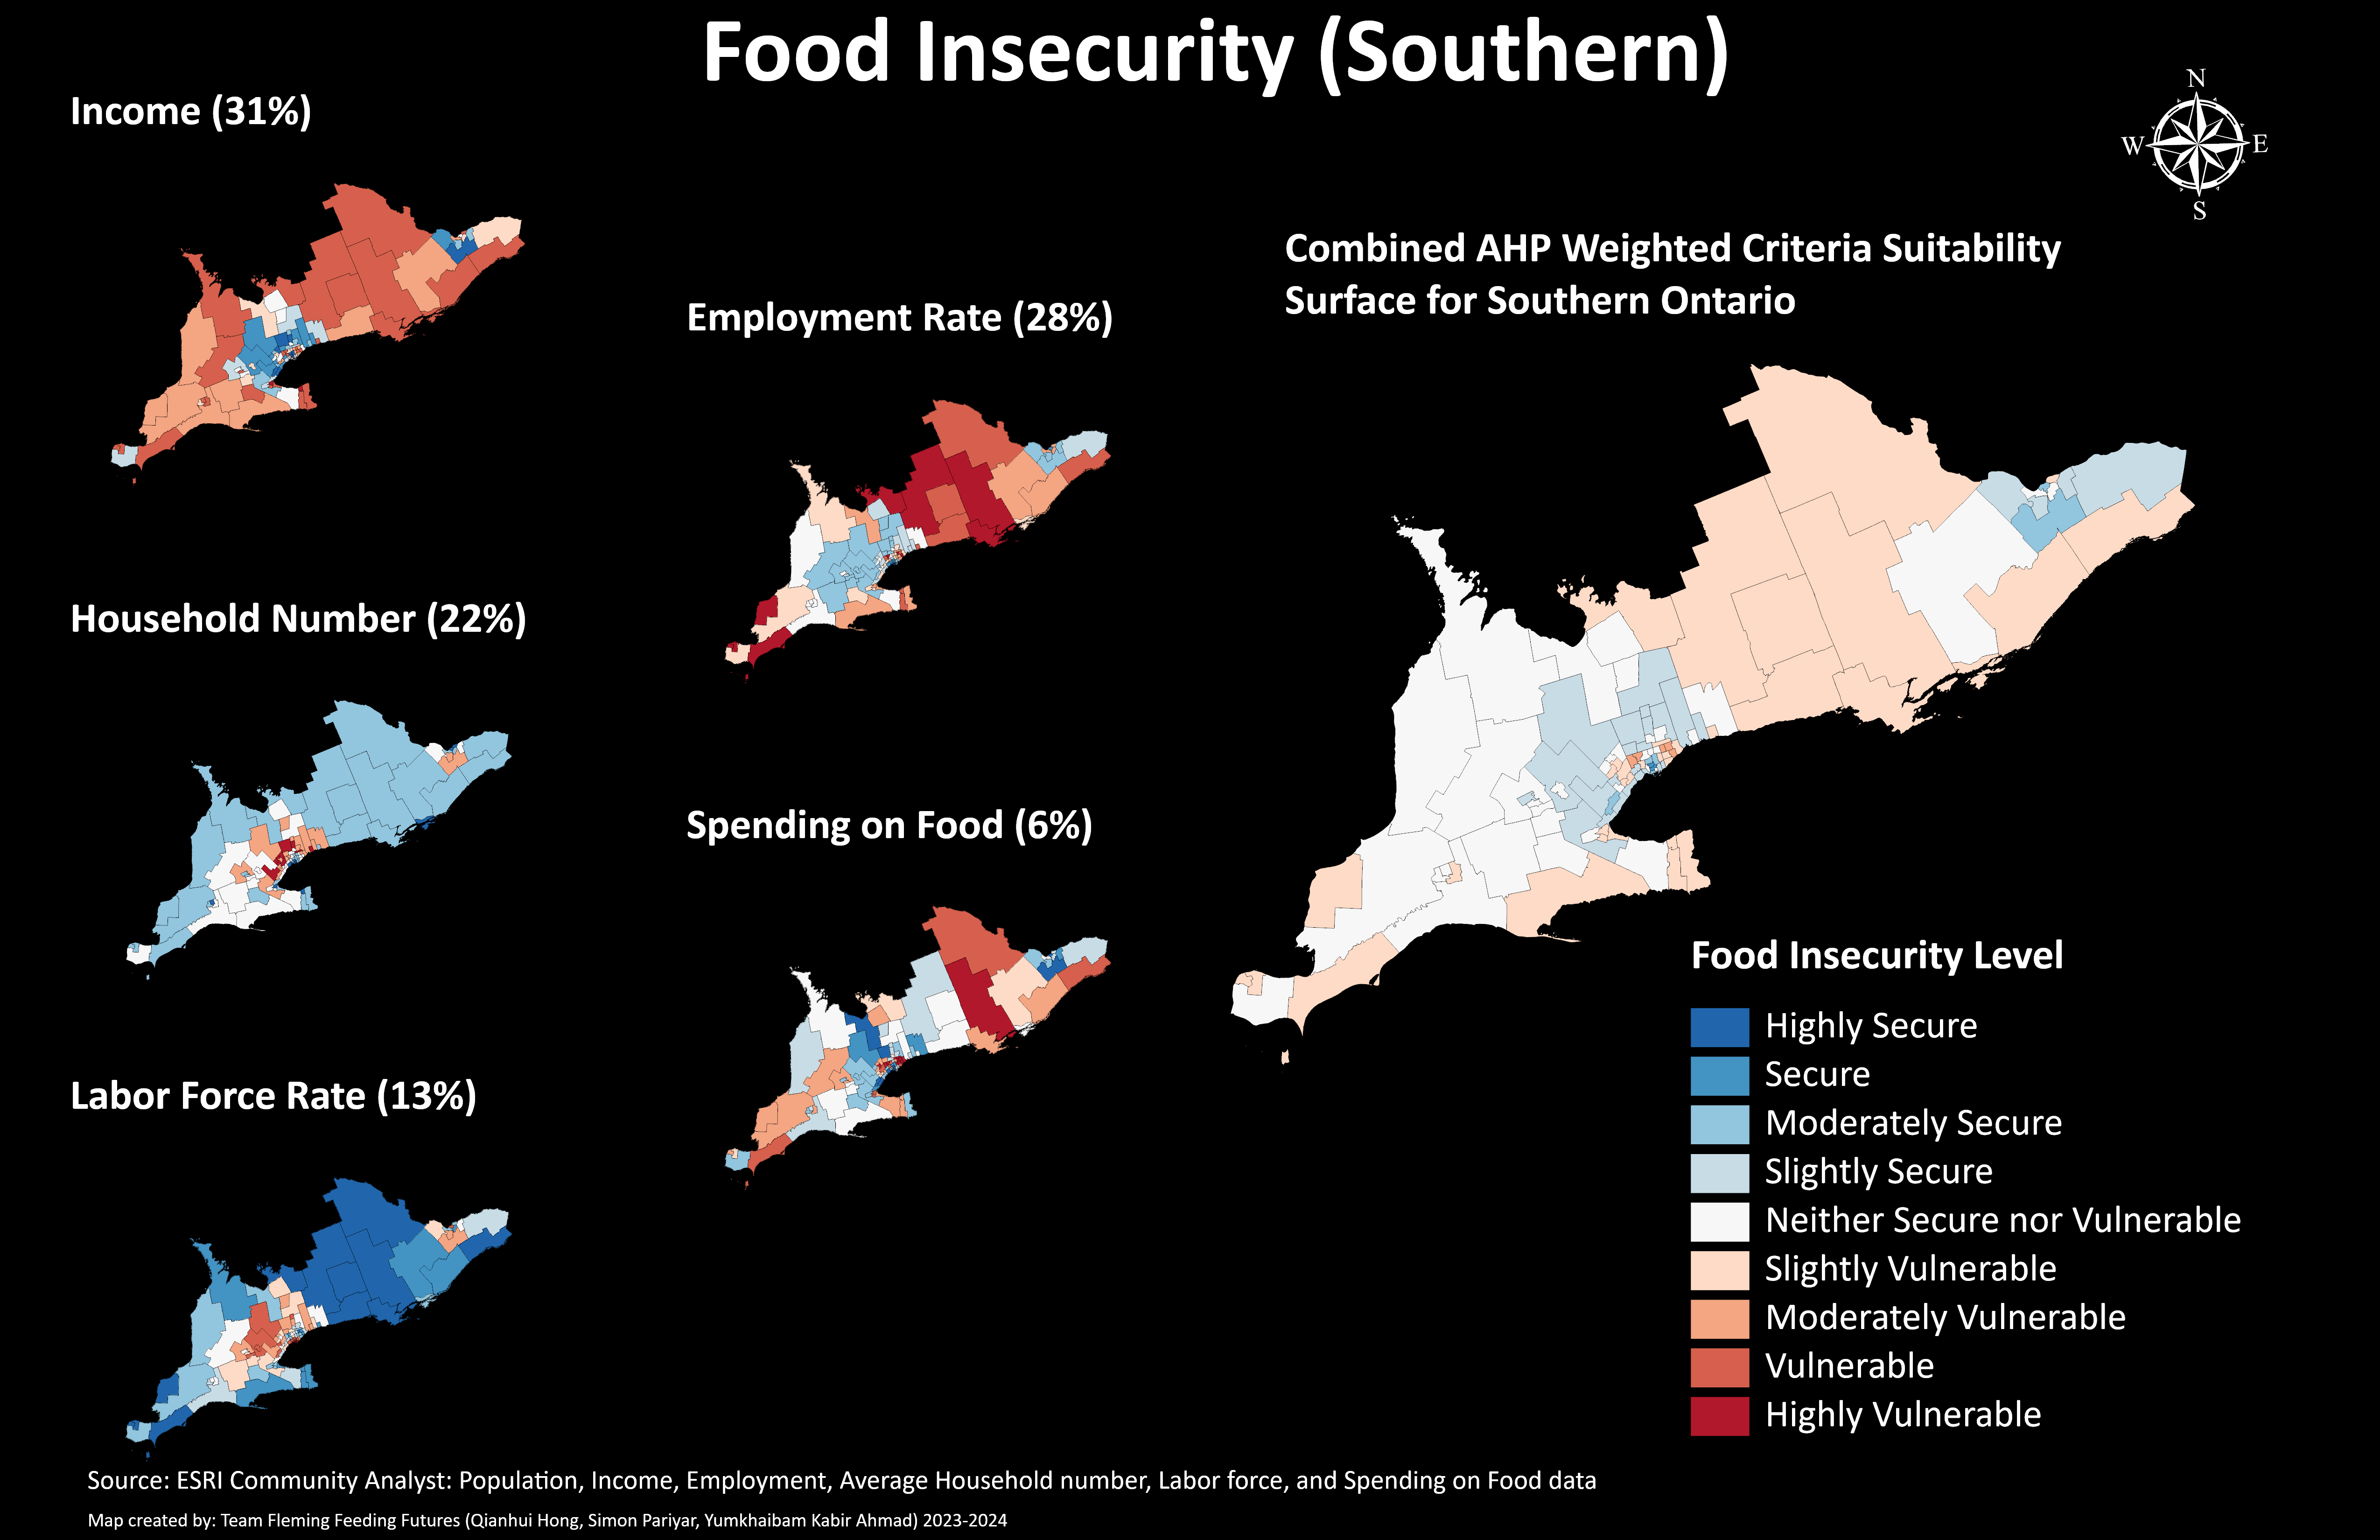 Food Insecurity (Southern)
Income (31%)
N
W
E
S
Combined AHP Weighted Criteria Suitability
Surface for Southern Ontario
Employment Rate (28%)
Household Number (22%)
Spending on Food (6%)
Labor Force Rate (13%)
Food Insecurity Level
Highly Secure
Secure
Moderately Secure
Slightly Secure
Neither Secure nor Vulnerable
Slightly Vulnerable
Moderately Vulnerable
Vulnerable
Highly Vulnerable
Source: ESRI Community Analyst: Population, Income, Employment, Average Household number, Labor force, and Spending on Food data
Map created by: Team Fleming Feeding Futures (Qianhui Hong, Simon Pariyar, Yumkhaibam Kabir Ahmad) 2023-2024